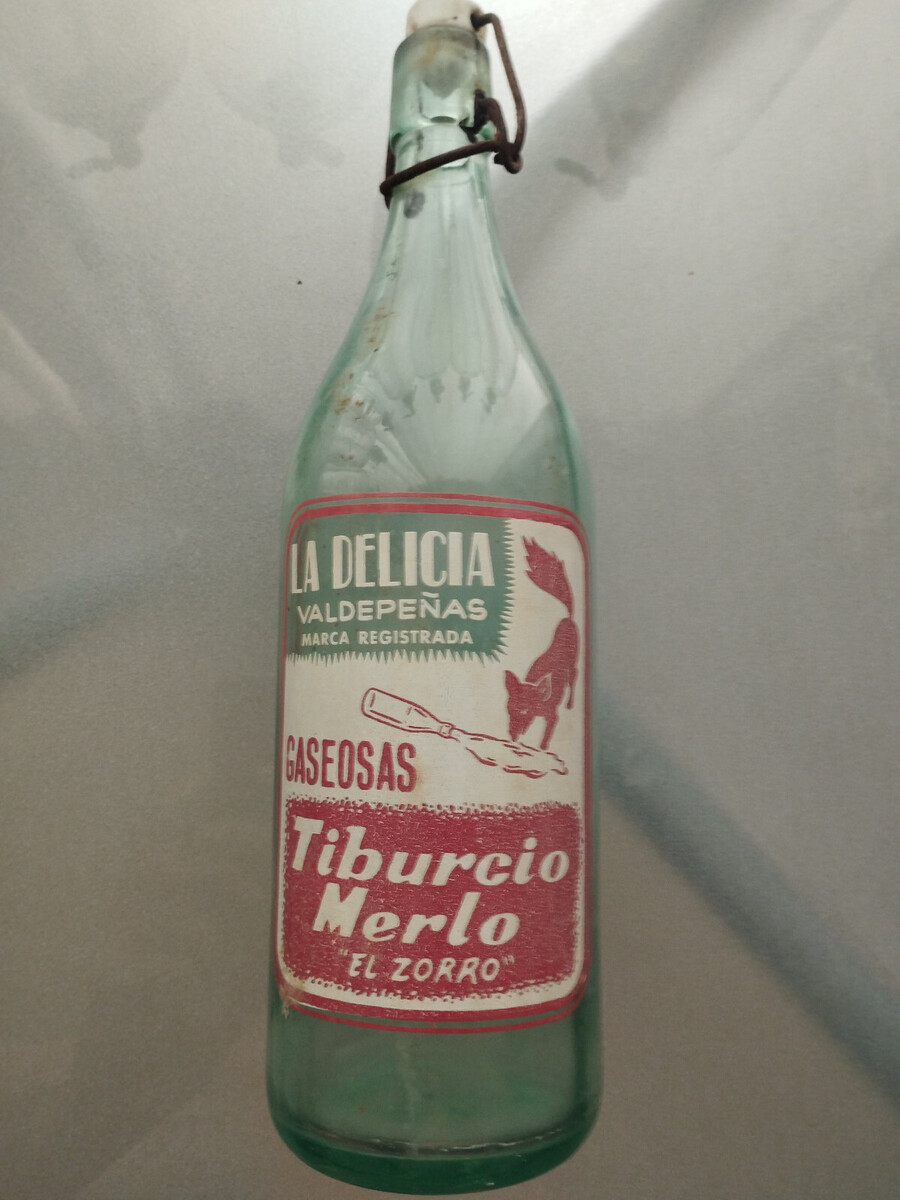 LA DELICIA
VALDEPEÑAS
MARCA REGISTRADA
GASEOSAS
Tiburcio
Merlo
"EL ZORRO"